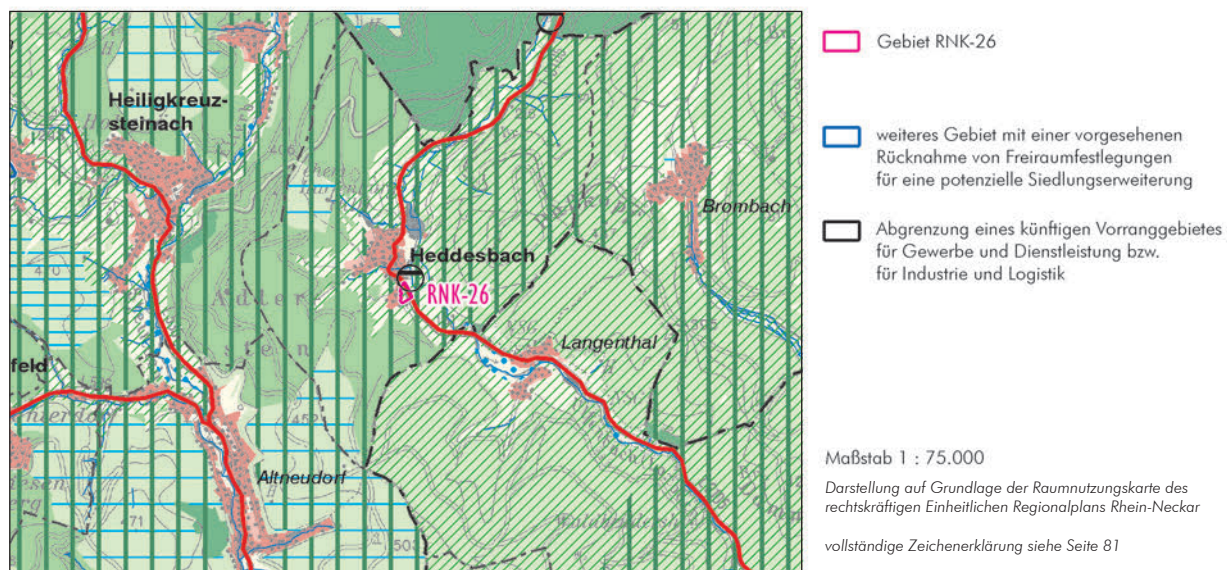 Heiligkreuz-
steinach
Brombach
Heddesbach
RNK-26
Langenthal
feld
Altneudorf
Gebiet RNK-26
weiteres Gebiet mit einer vorgesehenen
Rücknahme von Freiraumfestlegungen
für eine potenzielle Siedlungserweiterung
Abgrenzung eines künftigen Vorranggebietes
für Gewerbe und Dienstleistung bzw.
für Industrie und Logistik
Maßstab 1 : 75.000
Darstellung auf Grundlage der Raumnutzungskarte des
rechtskräftigen Einheitlichen Regionalplans Rhein-Neckar
vollständige Zeichenerklärung siehe Seite 81